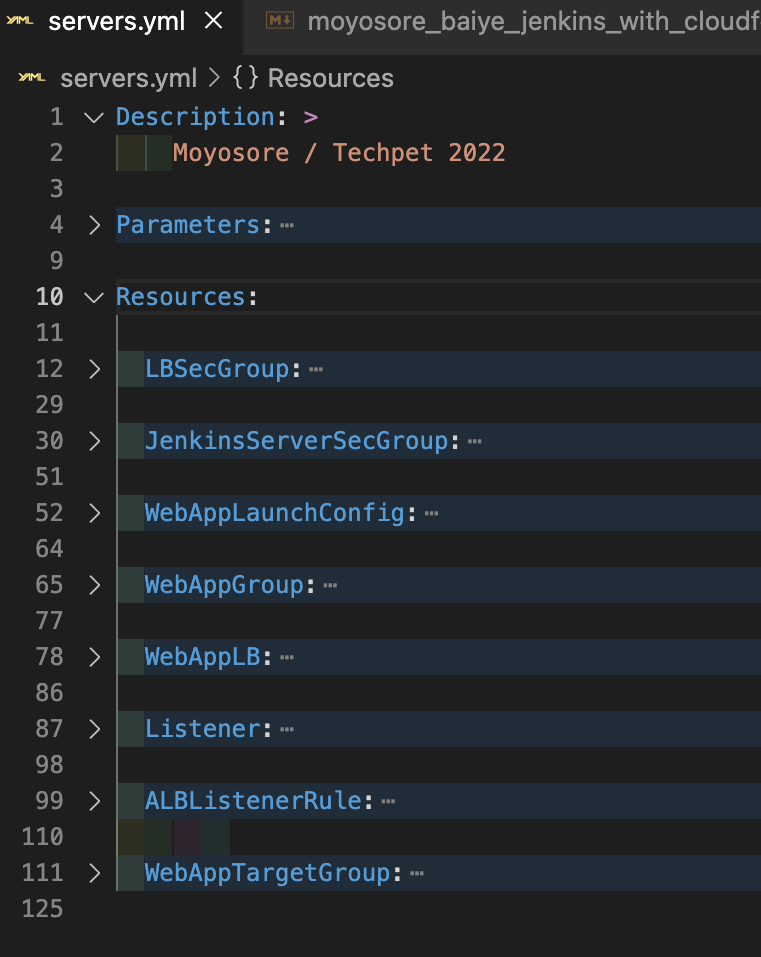 YAML servers.yml × M↓ moyosore_baiye_jenkins_with_cloudf
YAML servers.yml > {} Resources
1 Description: >
2 Moyosore / Techpet 2022
3
4 Parameters: …
9
10 Resources:
11
12 LBSecGroup: …
29
30 JenkinsServerSecGroup: …
51
52 WebAppLaunchConfig: …
64
65 WebAppGroup: …
77
78 WebAppLB: …
86
87 Listener: …
98
99 ALBListenerRule: …
110
111 WebAppTargetGroup: …
125